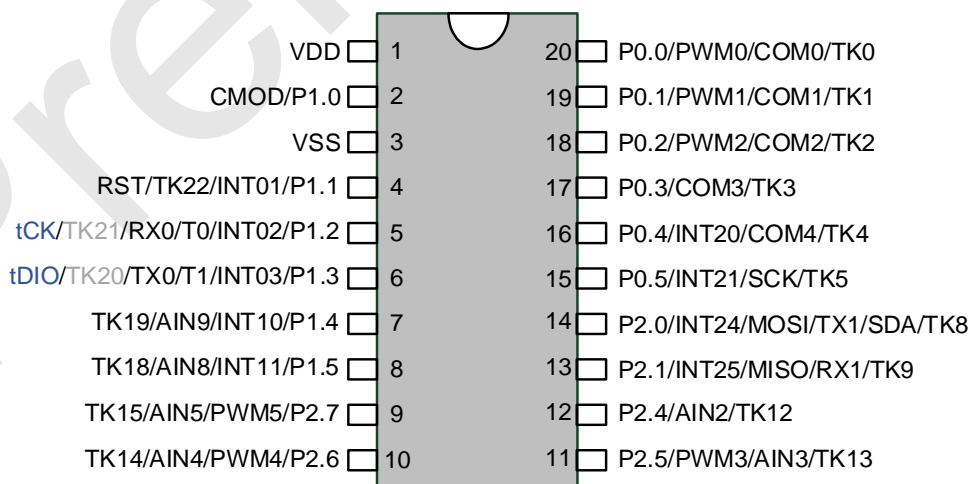 VDD 1 20 P0.0/PWM0/COM0/TK0
CMOD/P1.0 2 19 P0.1/PWM1/COM1/TK1
VSS 3 18 P0.2/PWM2/COM2/TK2
RST/TK22/INT01/P1.1 4 17 P0.3/COM3/TK3
tCK/TK21/RX0/T0/INT02/P1.2 5 16 P0.4/INT20/COM4/TK4
tDIO/TK20/TX0/T1/INT03/P1.3 6 15 P0.5/INT21/SCK/TK5
TK19/AIN9/INT10/P1.4 7 14 P2.0/INT24/MOSI/TX1/SDA/TK8
TK18/AIN8/INT11/P1.5 8 13 P2.1/INT25/MISO/RX1/TK9
TK15/AIN5/PWM5/P2.7 9 12 P2.4/AIN2/TK12
TK14/AIN4/PWM4/P2.6 10 11 P2.5/PWM3/AIN3/TK13